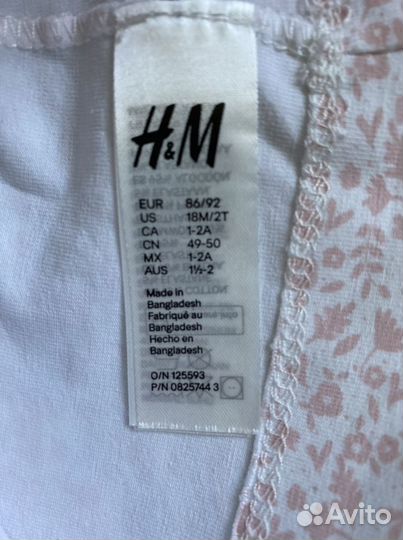 H&M
EUR 86/92
US 18M/2T
CA 1-2A
CN 49-50
MX 1-2A
AUS 1½-2
Made in
Bangladesh
Fabriqué au
Bangladesh
Hecho en
Bangladesh
O/N 125593
P/N 0825744 3
Avito